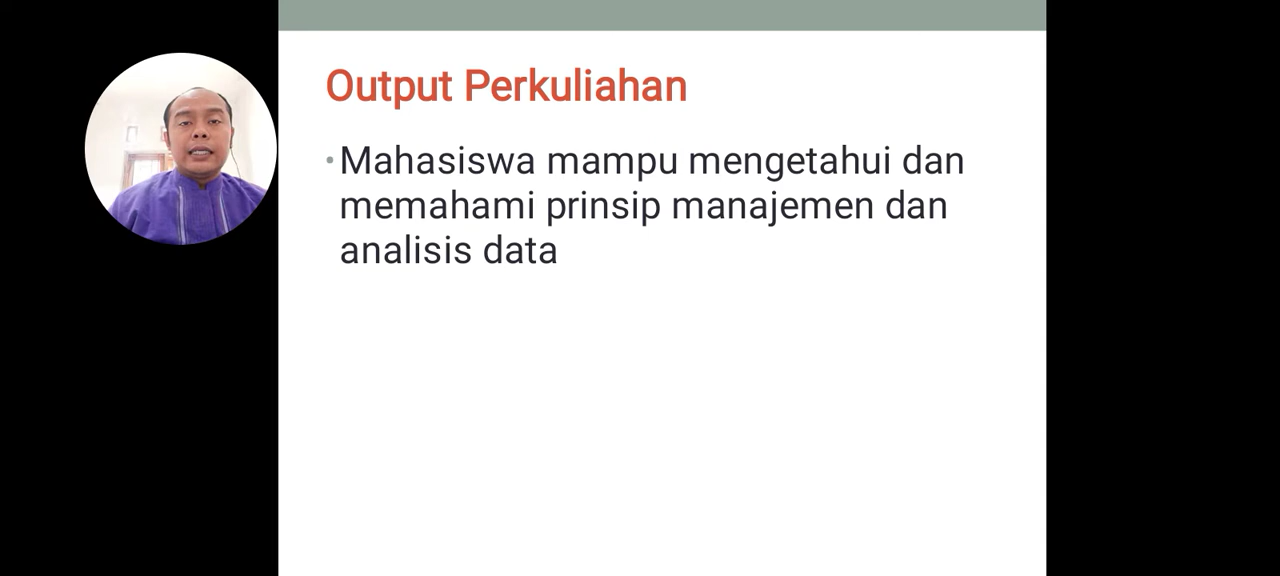 Output Perkuliahan
•Mahasiswa mampu mengetahui dan
memahami prinsip manajemen dan
analisis data